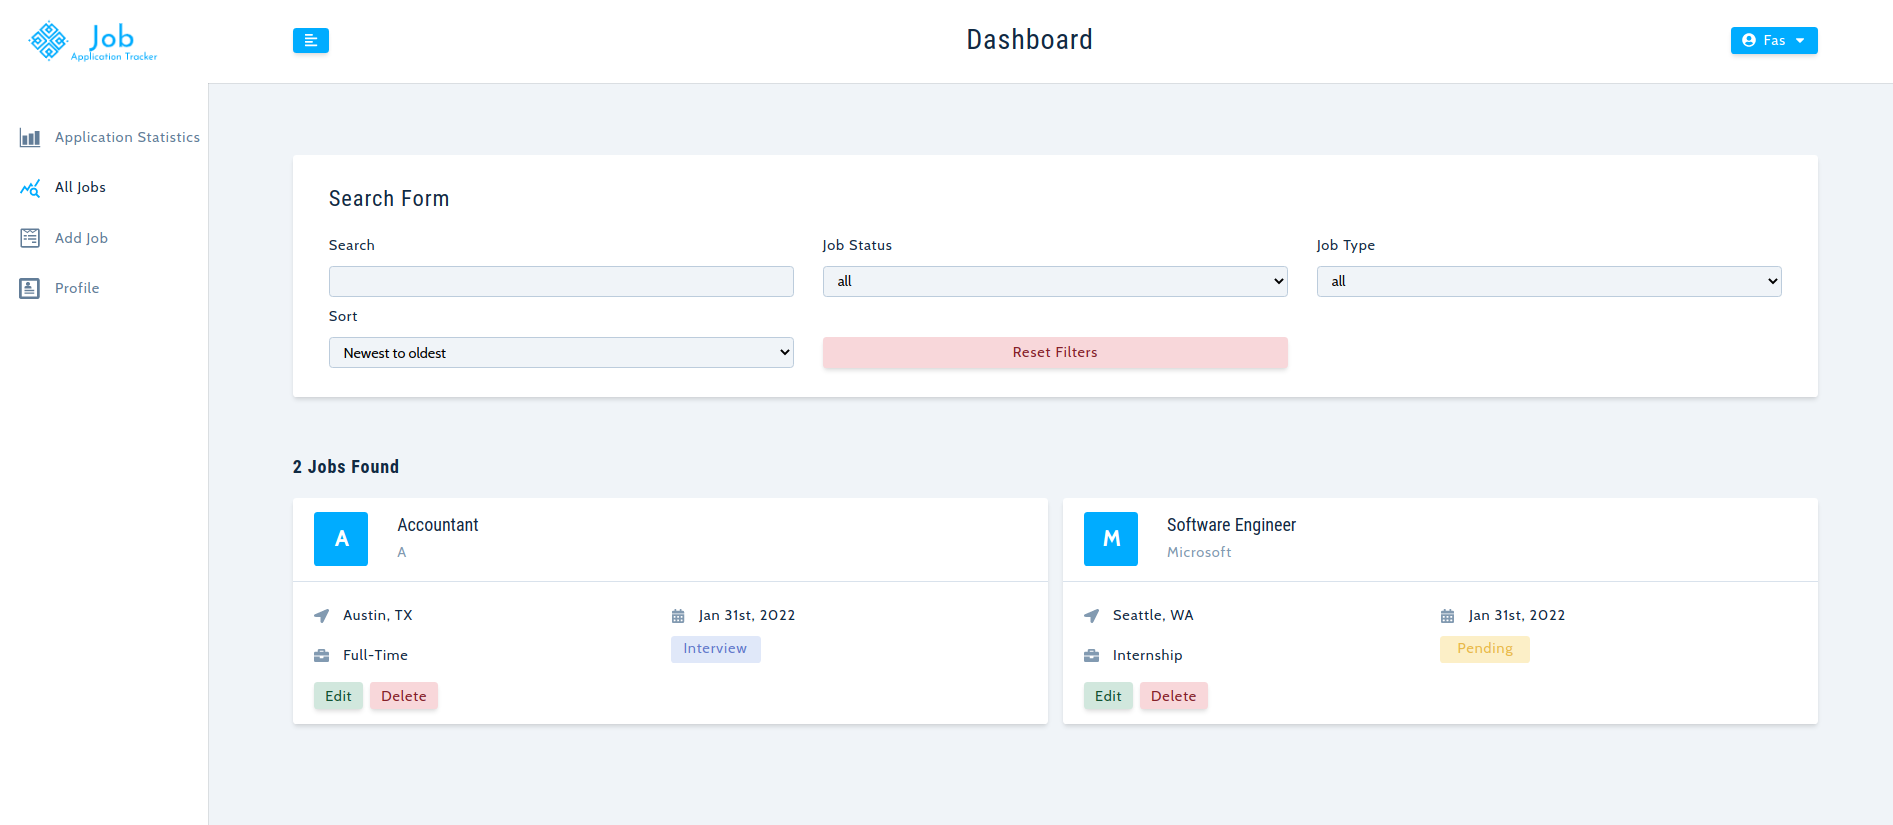 Job
Application Tracker
Dashboard
Fas
Application Statistics
All Jobs
Add Job
Profile
Search Form
Search
Job Status
Job Type
all
all
Sort
Newest to oldest
Reset Filters
2 Jobs Found
A
Accountant
A
Austin, TX
Jan 31st, 2022
Full-Time
Interview
Edit
Delete
M
Software Engineer
Microsoft
Seattle, WA
Jan 31st, 2022
Internship
Pending
Edit
Delete